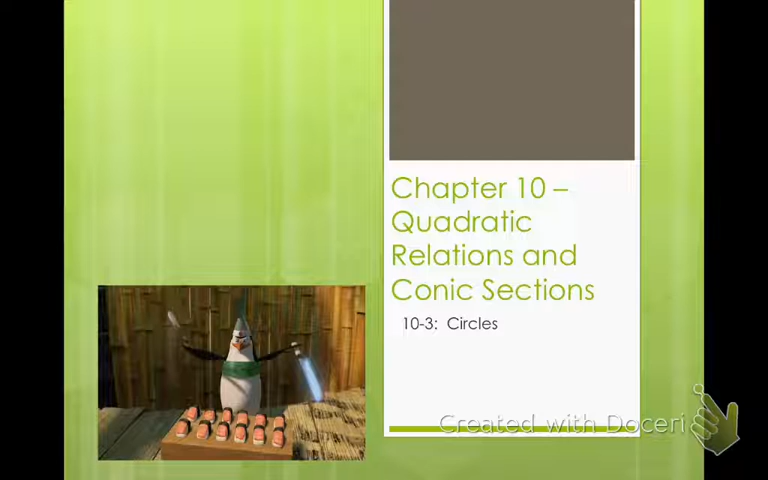 Chapter 10 –
Quadratic
Relations and
Conic Sections
10-3: Circles
Created with Doceri